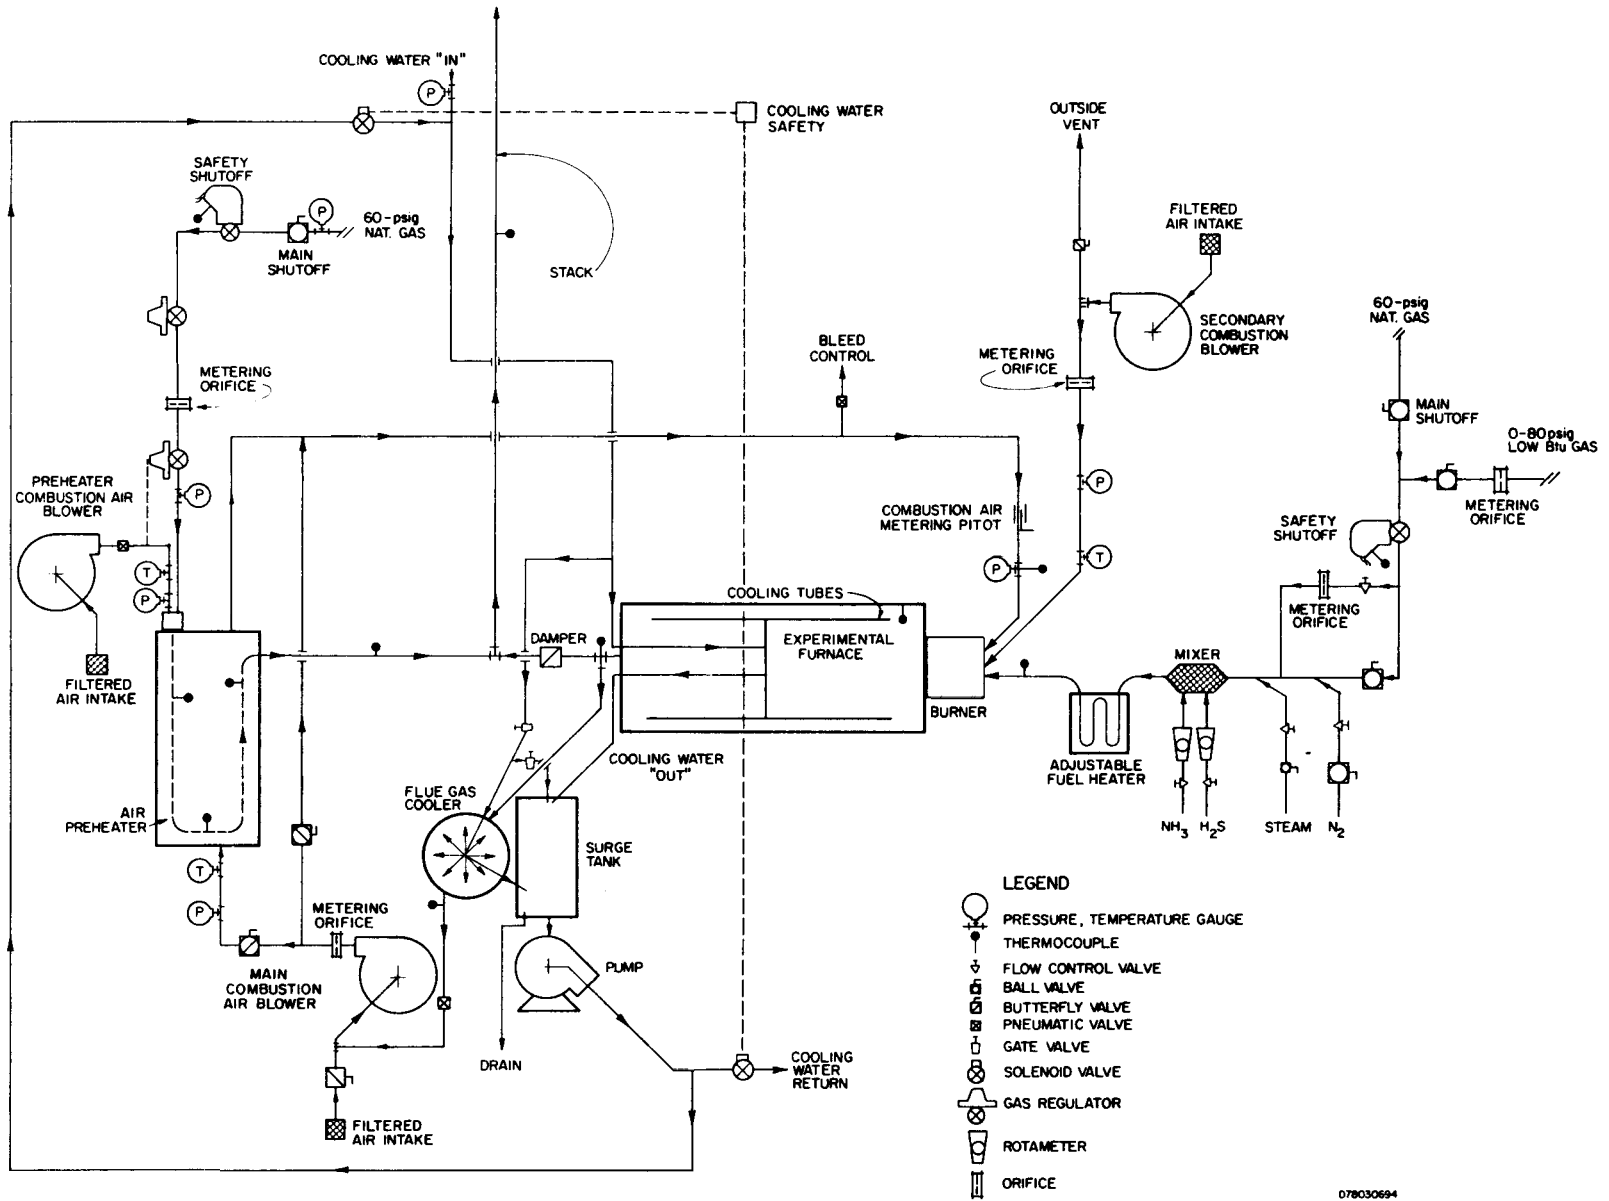 COOLING WATER "IN"
P
COOLING WATER
SAFETY
OUTSIDE
VENT
SAFETY
SHUTOFF
P
60-psig
NAT. GAS
MAIN
SHUTOFF
STACK
FILTERED
AIR INTAKE
SECONDARY
COMBUSTION
BLOWER
60-psig
NAT. GAS
METERING
ORIFICE
BLEED
CONTROL
METERING
ORIFICE
MAIN
SHUTOFF
0-80psig
LOW Btu GAS
METERING
ORIFICE
PREHEATER
COMBUSTION AIR
BLOWER
P
T
P
COMBUSTION AIR
METERING PITOT
P
P
T
SAFETY
SHUTOFF
METERING
ORIFICE
FILTERED
AIR INTAKE
DAMPER
COOLING TUBES
EXPERIMENTAL
FURNACE
BURNER
MIXER
COOLING WATER
"OUT"
ADJUSTABLE
FUEL HEATER
NH3
H2S
STEAM
N2
AIR
PREHEATER
FLUE GAS
COOLER
SURGE
TANK
T
P
METERING
ORIFICE
MAIN
COMBUSTION
AIR BLOWER
PUMP
DRAIN
COOLING
WATER
RETURN
FILTERED
AIR INTAKE
LEGEND
PRESSURE, TEMPERATURE GAUGE
THERMOCOUPLE
FLOW CONTROL VALVE
BALL VALVE
BUTTERFLY VALVE
PNEUMATIC VALVE
GATE VALVE
SOLENOID VALVE
GAS REGULATOR
ROTAMETER
ORIFICE
D78030694